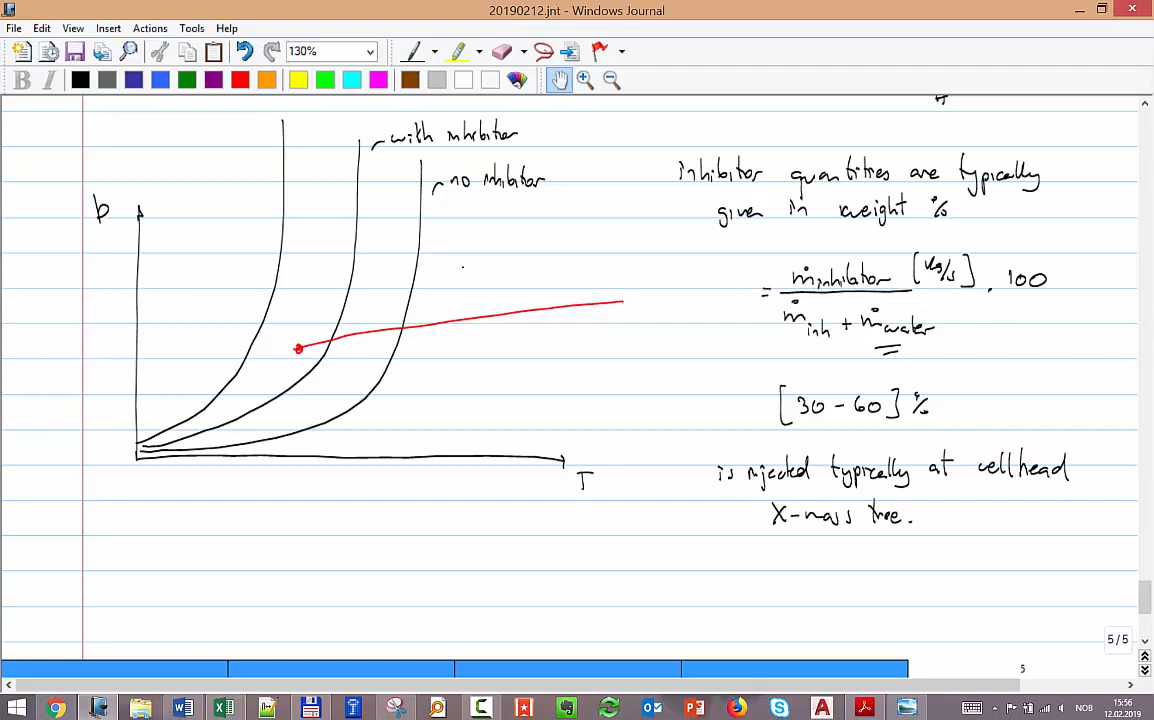 20190212.jnt - Windows Journal
File Edit View Insert Actions Tools Help
130%
B I
with inhibitor
no inhibitor
p
T
inhibitor quantities are typically
given in weight %
= ṁinhibitor [kg/s] . 100
ṁinh + ṁwater
[30 - 60] %
is injected typically at wellhead
X-mass tree.
5 / 5
5
NOB
15:56
12.02.2019